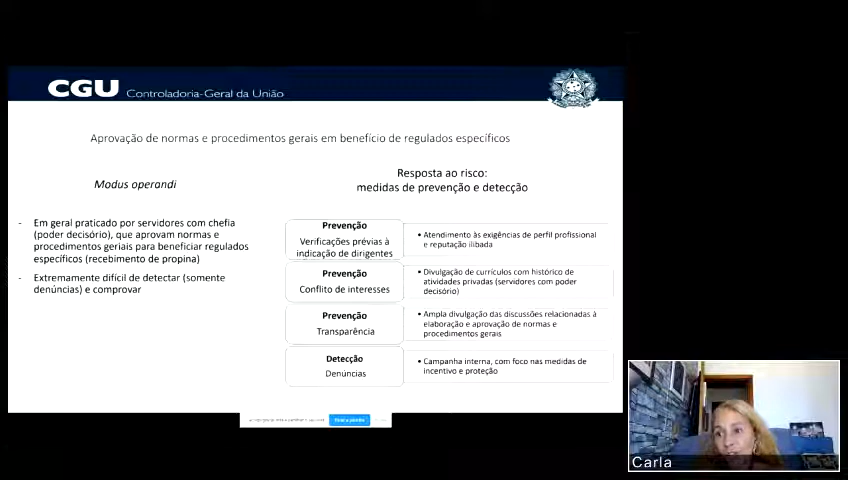 CGU Controladoria-Geral da União
Aprovação de normas e procedimentos gerais em benefício de regulados específicos
Modus operandi
- Em geral praticado por servidores com chefia
(poder decisório), que aprovam normas e
procedimentos geriais para beneficiar regulados
específicos (recebimento de propina)
- Extremamente difícil de detectar (somente
denúncias) e comprovar
Resposta ao risco:
medidas de prevenção e detecção
Prevenção
Verificações prévias à
indicação de dirigentes
• Atendimento às exigências de perfil profissional
e reputação ilibada
Prevenção
Conflito de interesses
• Divulgação de currículos com histórico de
atividades privadas (servidores com poder
decisório)
Prevenção
Transparência
• Ampla divulgação das discussões relacionadas à
elaboração e aprovação de normas e
procedimentos gerais
Detecção
Denúncias
• Campanha interna, com foco nas medidas de
incentivo e proteção
Carla